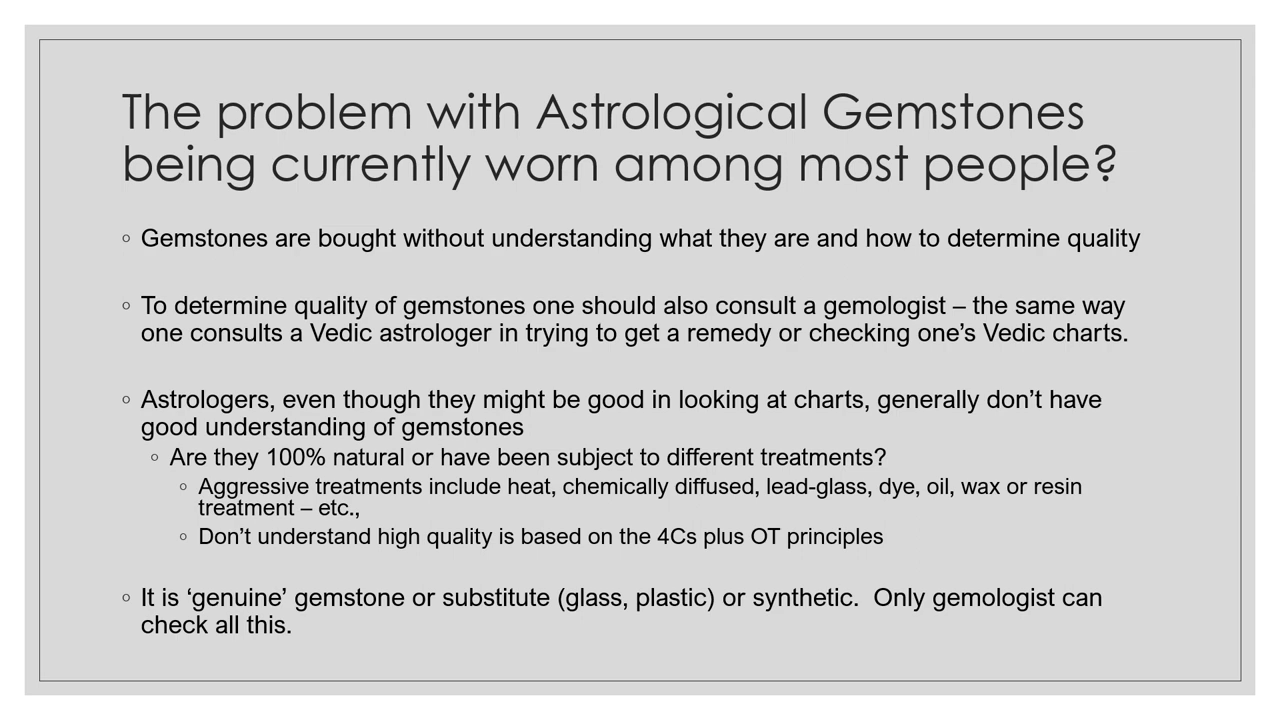 The problem with Astrological Gemstones
being currently worn among most people?
◦ Gemstones are bought without understanding what they are and how to determine quality
◦ To determine quality of gemstones one should also consult a gemologist – the same way
one consults a Vedic astrologer in trying to get a remedy or checking one’s Vedic charts.
◦ Astrologers, even though they might be good in looking at charts, generally don’t have
good understanding of gemstones
◦ Are they 100% natural or have been subject to different treatments?
◦ Aggressive treatments include heat, chemically diffused, lead-glass, dye, oil, wax or resin
treatment – etc.,
◦ Don’t understand high quality is based on the 4Cs plus OT principles
◦ It is ‘genuine’ gemstone or substitute (glass, plastic) or synthetic.  Only gemologist can
check all this.